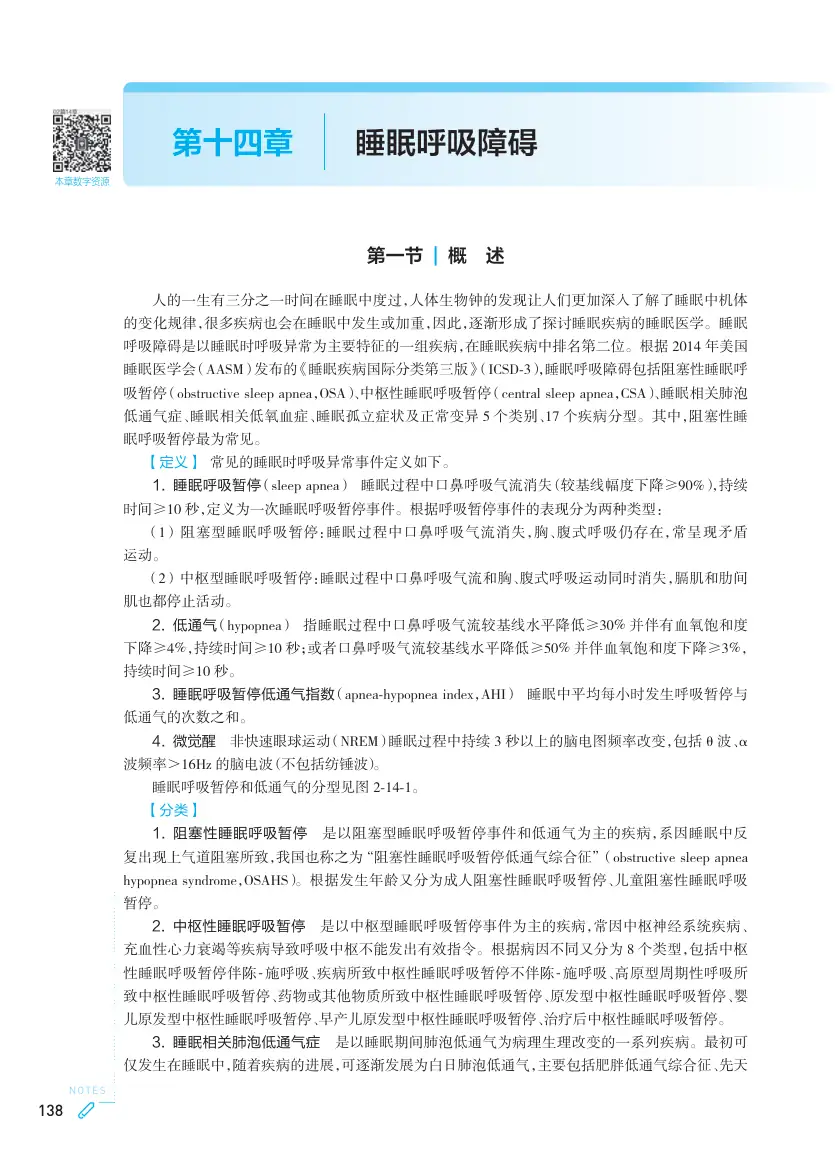 第十四章
睡眠呼吸障碍
本章数字资源
第一节 | 概 述
人的一生有三分之一时间在睡眠中度过,人体生物钟的发现让人们更加深入了解了睡眠中机体
的变化规律,很多疾病也会在睡眠中发生或加重,因此,逐渐形成了探讨睡眠疾病的睡眠医学。睡眠
呼吸障碍是以睡眠时呼吸异常为主要特征的一组疾病,在睡眠疾病中排名第二位。根据 2014 年美国
睡眠医学会(AASM)发布的《睡眠疾病国际分类第三版》(ICSD-3),睡眠呼吸障碍包括阻塞性睡眠呼
吸暂停(obstructive sleep apnea,OSA)、中枢性睡眠呼吸暂停(central sleep apnea,CSA)、睡眠相关肺泡
低通气症、睡眠相关低氧血症、睡眠孤立症状及正常变异 5 个类别、17 个疾病分型。其中,阻塞性睡
眠呼吸暂停最为常见。
【定义】 常见的睡眠时呼吸异常事件定义如下。
1. 睡眠呼吸暂停(sleep apnea) 睡眠过程中口鼻呼吸气流消失(较基线幅度下降≥90%),持续
时间≥10 秒,定义为一次睡眠呼吸暂停事件。根据呼吸暂停事件的表现分为两种类型:
(1)阻塞型睡眠呼吸暂停:睡眠过程中口鼻呼吸气流消失,胸、腹式呼吸仍存在,常呈现矛盾
运动。
(2)中枢型睡眠呼吸暂停:睡眠过程中口鼻呼吸气流和胸、腹式呼吸运动同时消失,膈肌和肋间
肌也都停止活动。
2. 低通气(hypopnea) 指睡眠过程中口鼻呼吸气流较基线水平降低≥30% 并伴有血氧饱和度
下降≥4%,持续时间≥10 秒;或者口鼻呼吸气流较基线水平降低≥50% 并伴血氧饱和度下降≥3%,
持续时间≥10 秒。
3. 睡眠呼吸暂停低通气指数(apnea-hypopnea index,AHI) 睡眠中平均每小时发生呼吸暂停与
低通气的次数之和。
4. 微觉醒 非快速眼球运动(NREM)睡眠过程中持续 3 秒以上的脑电图频率改变,包括 θ 波、α
波频率>16Hz 的脑电波(不包括纺锤波)。
睡眠呼吸暂停和低通气的分型见图 2-14-1。
【分类】
1. 阻塞性睡眠呼吸暂停 是以阻塞型睡眠呼吸暂停事件和低通气为主的疾病,系因睡眠中反
复出现上气道阻塞所致,我国也称之为“阻塞性睡眠呼吸暂停低通气综合征”(obstructive sleep apnea
hypopnea syndrome,OSAHS)。根据发生年龄又分为成人阻塞性睡眠呼吸暂停、儿童阻塞性睡眠呼吸
暂停。
2. 中枢性睡眠呼吸暂停 是以中枢型睡眠呼吸暂停事件为主的疾病,常因中枢神经系统疾病、
充血性心力衰竭等疾病导致呼吸中枢不能发出有效指令。根据病因不同又分为 8 个类型,包括中枢
性睡眠呼吸暂停伴陈-施呼吸、疾病所致中枢性睡眠呼吸暂停不伴陈-施呼吸、高原型周期性呼吸所
致中枢性睡眠呼吸暂停、药物或其他物质所致中枢性睡眠呼吸暂停、原发型中枢性睡眠呼吸暂停、婴
儿原发型中枢性睡眠呼吸暂停、早产儿原发型中枢性睡眠呼吸暂停、治疗后中枢性睡眠呼吸暂停。
3. 睡眠相关肺泡低通气症 是以睡眠期间肺泡低通气为病理生理改变的一系列疾病。最初可
仅发生在睡眠中,随着疾病的进展,可逐渐发展为白日肺泡低通气,主要包括肥胖低通气综合征、先天
NOTES
138